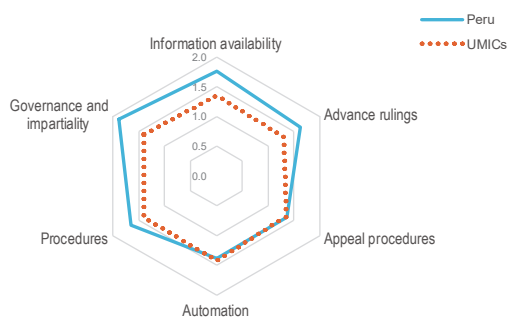 Peru
UMICs
Information availability
2.0
1.5
1.0
0.5
0.0
Governance and
impartiality
Advance rulings
Procedures
Appeal procedures
Automation